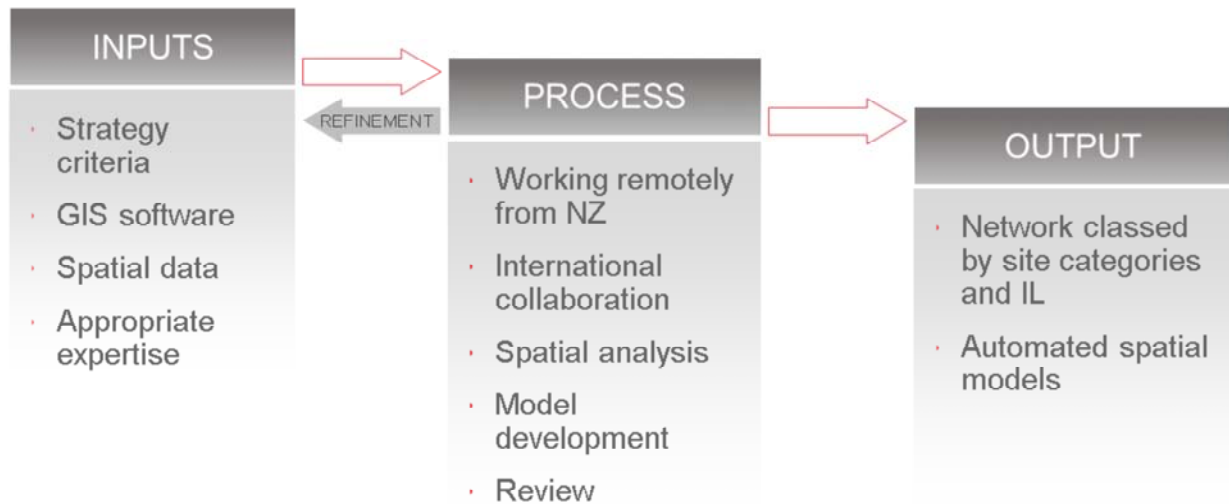 INPUTS
Strategy
criteria
GIS software
Spatial data
Appropriate
expertise
REFINEMENT
PROCESS
Working remotely
from NZ
International
collaboration
Spatial analysis
Model
development
Review
OUTPUT
Network classed
by site categories
and IL
Automated spatial
models